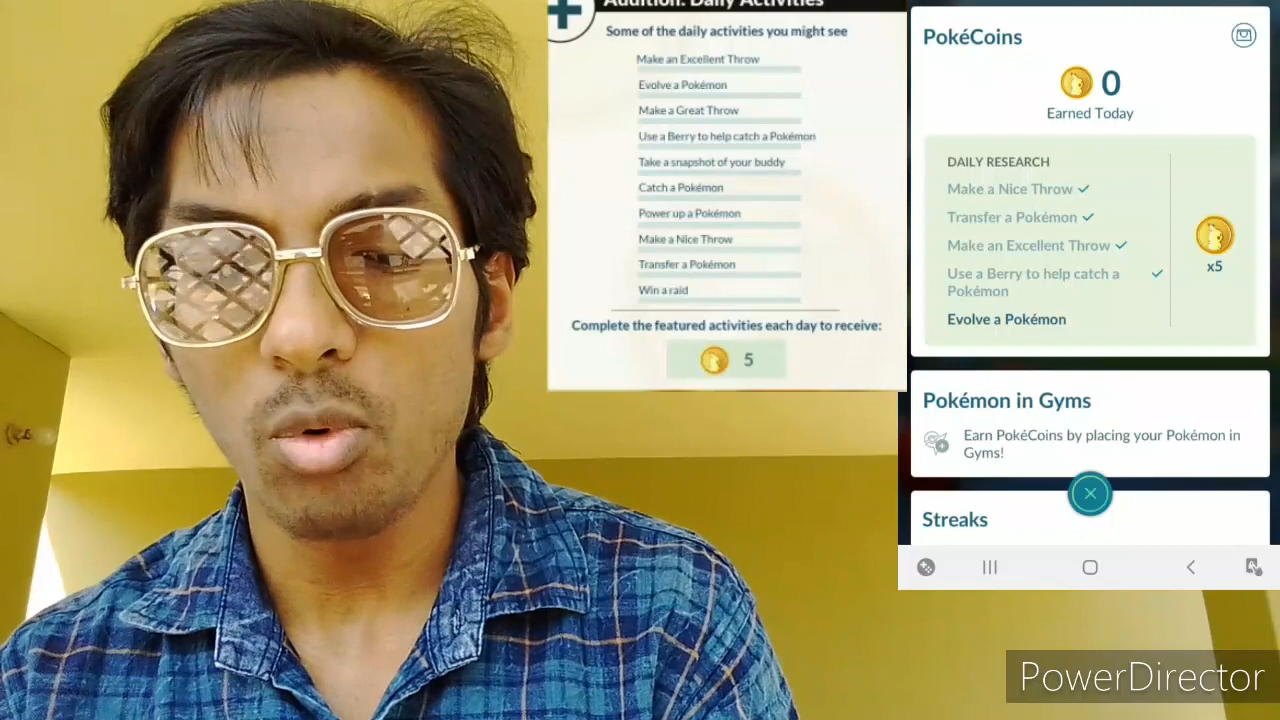 Addition: Daily Activities
Some of the daily activities you might see
Make an Excellent Throw
Evolve a Pokémon
Make a Great Throw
Use a Berry to help catch a Pokémon
Take a snapshot of your buddy
Catch a Pokémon
Power up a Pokémon
Make a Nice Throw
Transfer a Pokémon
Win a raid
Complete the featured activities each day to receive:
5
PokéCoins
0
Earned Today
DAILY RESEARCH
Make a Nice Throw
Transfer a Pokémon
Make an Excellent Throw
Use a Berry to help catch a
Pokémon
Evolve a Pokémon
x5
Pokémon in Gyms
Earn PokéCoins by placing your Pokémon in
Gyms!
Streaks
PowerDirector